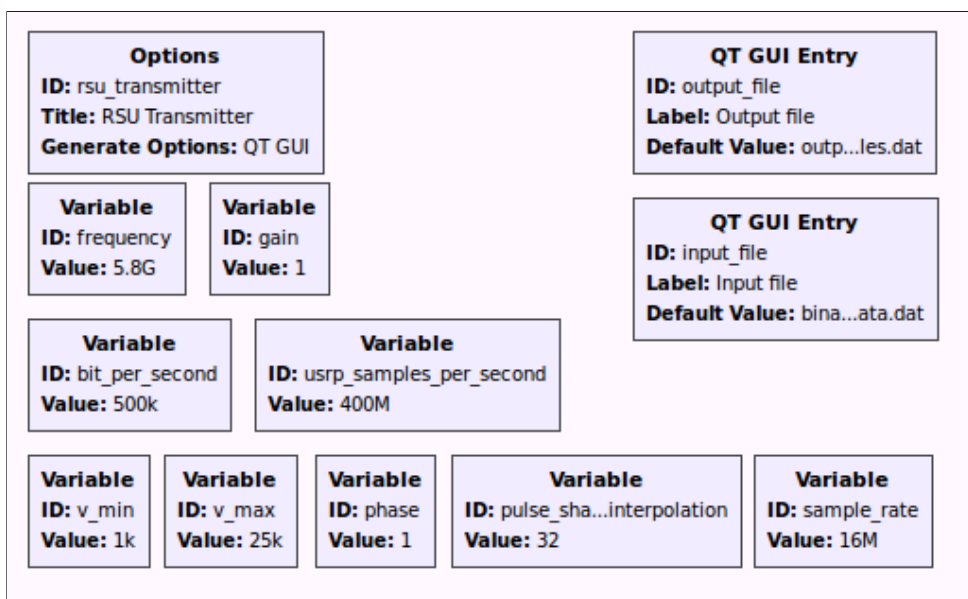 Options
ID: rsu_transmitter
Title: RSU Transmitter
Generate Options: QT GUI
QT GUI Entry
ID: output_file
Label: Output file
Default Value: outp...les.dat
Variable
ID: frequency
Value: 5.8G
Variable
ID: gain
Value: 1
QT GUI Entry
ID: input_file
Label: Input file
Default Value: bina...ata.dat
Variable
ID: bit_per_second
Value: 500k
Variable
ID: usrp_samples_per_second
Value: 400M
Variable
ID: v_min
Value: 1k
Variable
ID: v_max
Value: 25k
Variable
ID: phase
Value: 1
Variable
ID: pulse_sha...interpolation
Value: 32
Variable
ID: sample_rate
Value: 16M